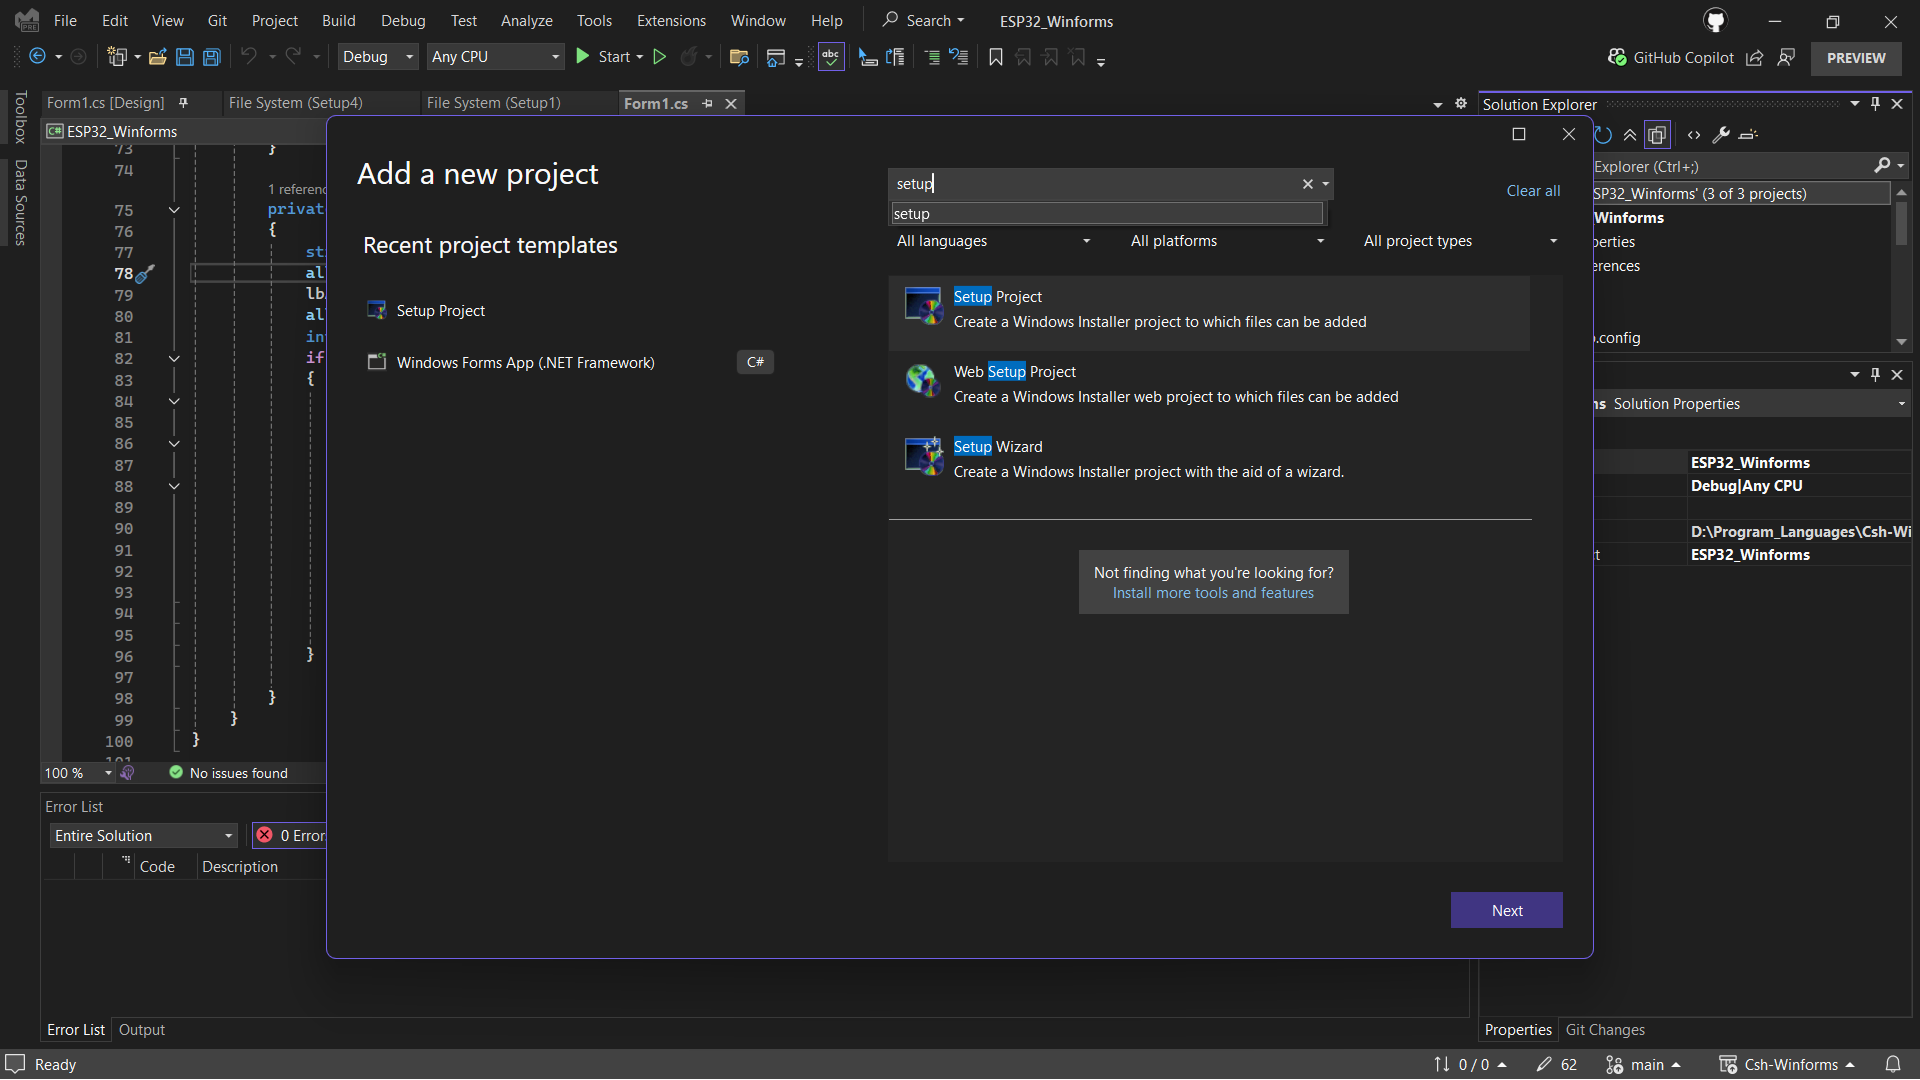 File Edit View Git Project Build Debug Test Analyze Tools Extensions Window Help Search ESP32_Winforms
Debug Any CPU Start GitHub Copilot PREVIEW
Toolbox
Data Sources
Form1.cs [Design] File System (Setup4) File System (Setup1) Form1.cs
C# ESP32_Winforms
73 }
74
1 referenc
75 privat
76 {
77 st
78 al
79 lb
80 al
81 in
82 if
83 {
84
85
86
87
88
89
90
91
92
93
94
95
96 }
97
98 }
99 }
100 }
101
100 % No issues found
Add a new project
Recent project templates
Setup Project
Windows Forms App (.NET Framework) C#
setup
Clear all
setup
All languages All platforms All project types
Setup Project
Create a Windows Installer project to which files can be added
Web Setup Project
Create a Windows Installer web project to which files can be added
Setup Wizard
Create a Windows Installer project with the aid of a wizard.
Not finding what you're looking for?
Install more tools and features
Next
Solution Explorer
Explorer (Ctrl+;)
SP32_Winforms' (3 of 3 projects)
Winforms
perties
erences
.config
ns Solution Properties
ESP32_Winforms
Debug|Any CPU
D:\Program_Languages\Csh-Wi
t ESP32_Winforms
Properties Git Changes
Error List
Entire Solution 0 Error
Code Description
Error List Output
Ready 0 / 0 62 main Csh-Winforms